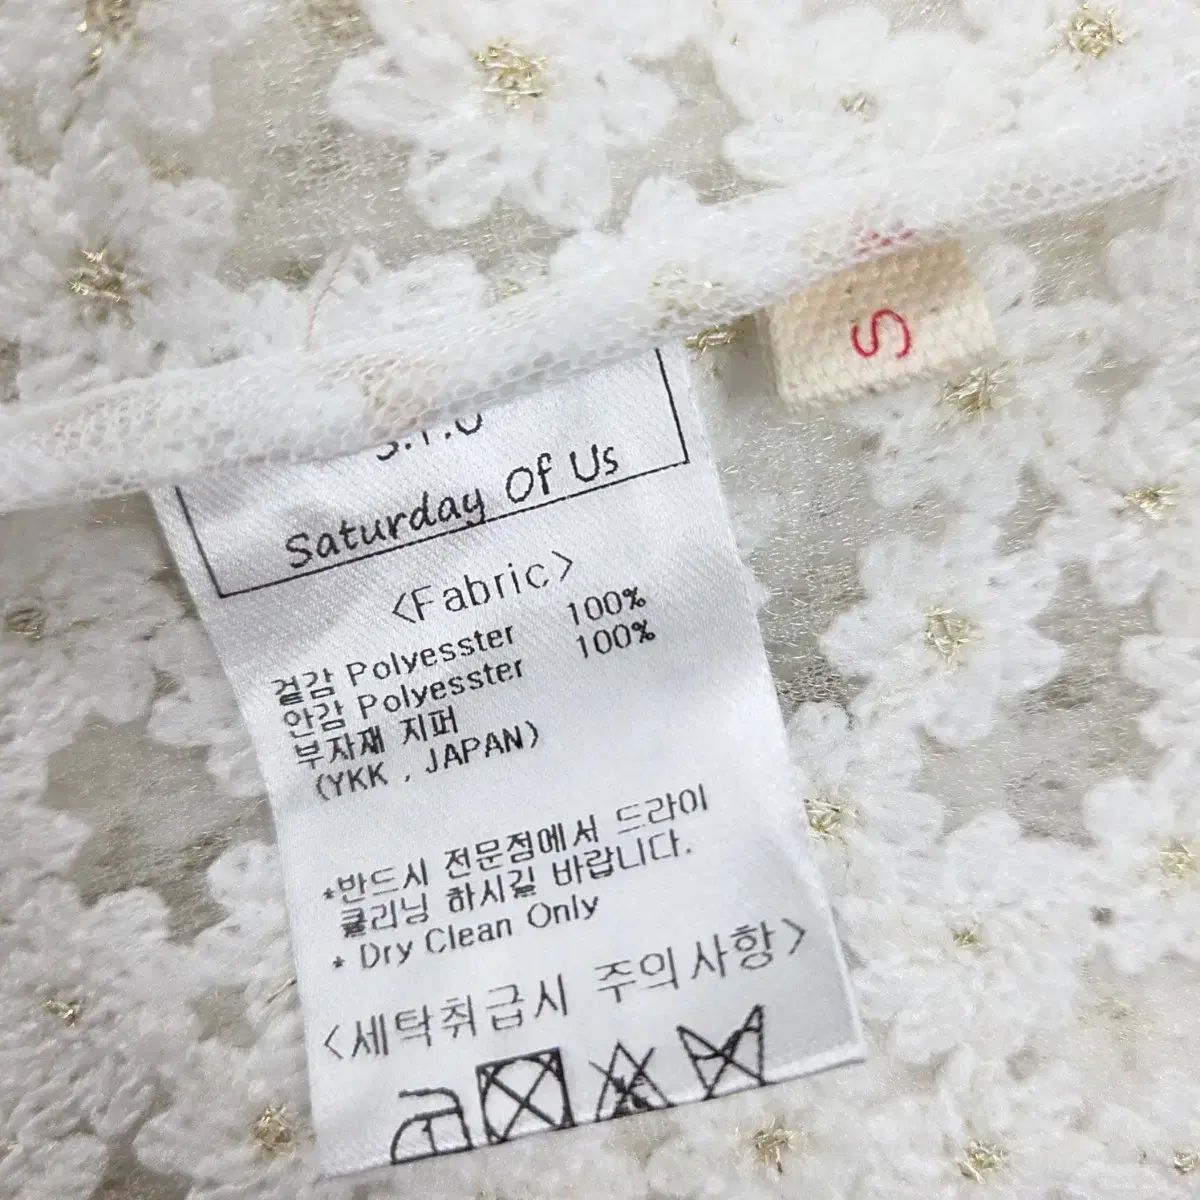 Saturday Of Us
<Fabric>
겉감 Polyesster 100%
안감 Polyesster 100%
부자재 지퍼
(YKK , JAPAN)
*반드시 전문점에서 드라이
클리닝 하시길 바랍니다.
* Dry Clean Only
<세탁취급시 주의사항>
S